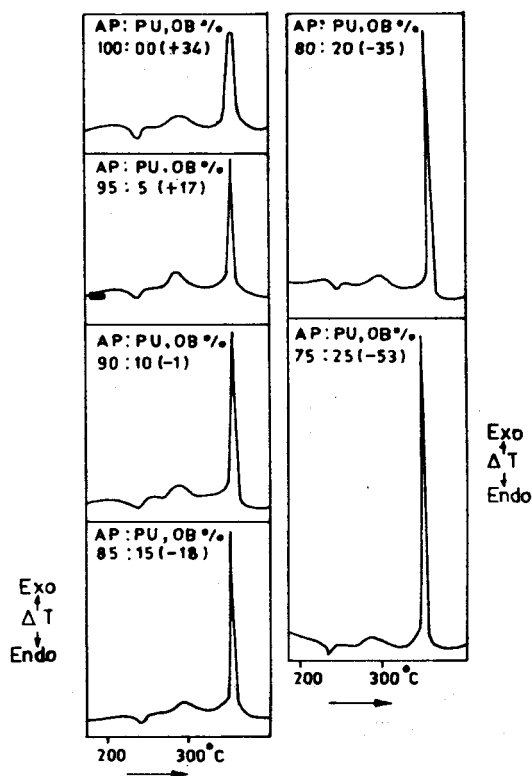 AP: PU, OB %
100: 00 (+34)
AP: PU, OB %
95: 5 (+17)
AP: PU, OB %
90: 10 (-1)
AP: PU, OB %
85: 15 (-18)
200 300 °C
Exo
ΔT
Endo
AP: PU, OB %
80: 20 (-35)
AP: PU, OB %
75: 25 (-53)
200 300 °C
Exo
ΔT
Endo